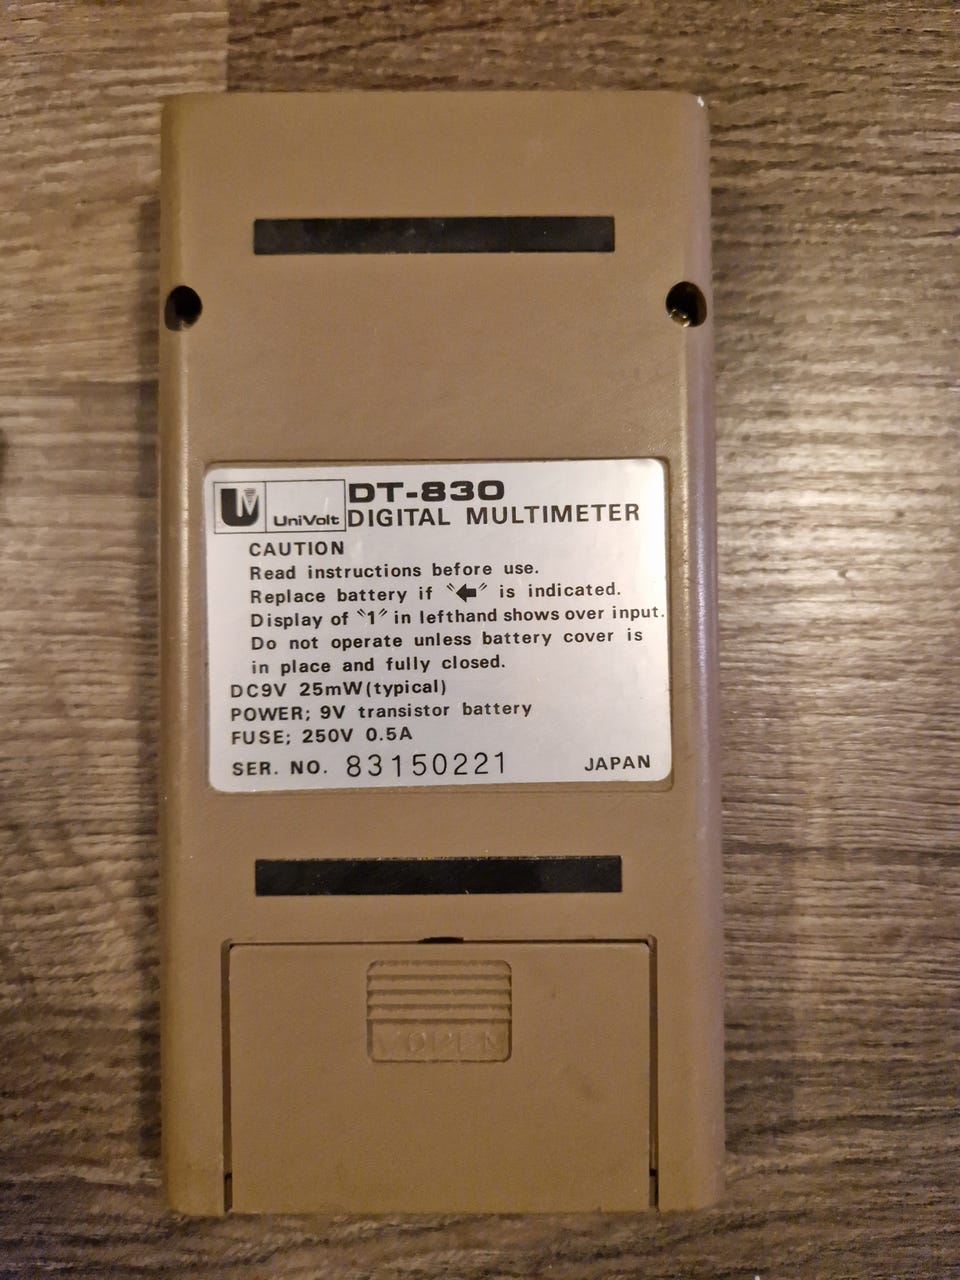 UniVolt
DT-830
DIGITAL MULTIMETER
CAUTION
Read instructions before use.
Replace battery if "⬅" is indicated.
Display of "1" in lefthand shows over input.
Do not operate unless battery cover is
in place and fully closed.
DC9V 25mW(typical)
POWER; 9V transistor battery
FUSE; 250V 0.5A
SER. NO. 83150221 JAPAN
OPEN